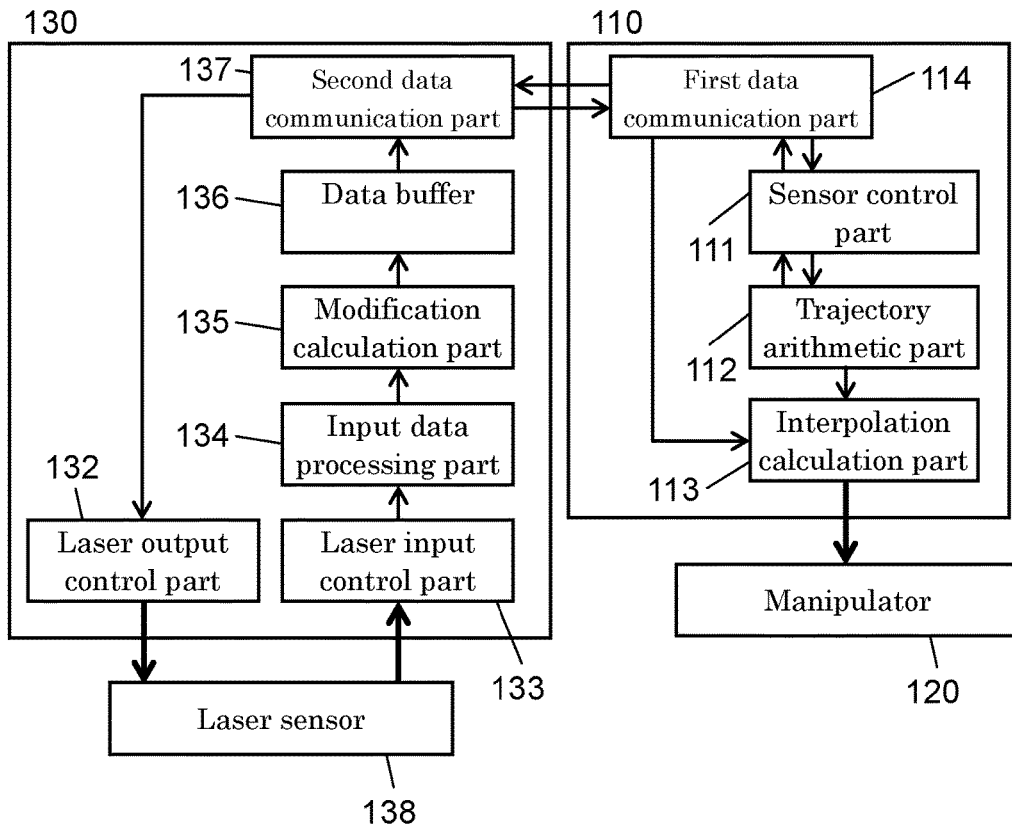 130
110
137
Second data
communication part
First data
communication part
114
136
Data buffer
111
Sensor control
part
135
Modification
calculation part
112
Trajectory
arithmetic part
134
Input data
processing part
113
Interpolation
calculation part
132
Laser output
control part
Laser input
control part
133
Manipulator
120
Laser sensor
138